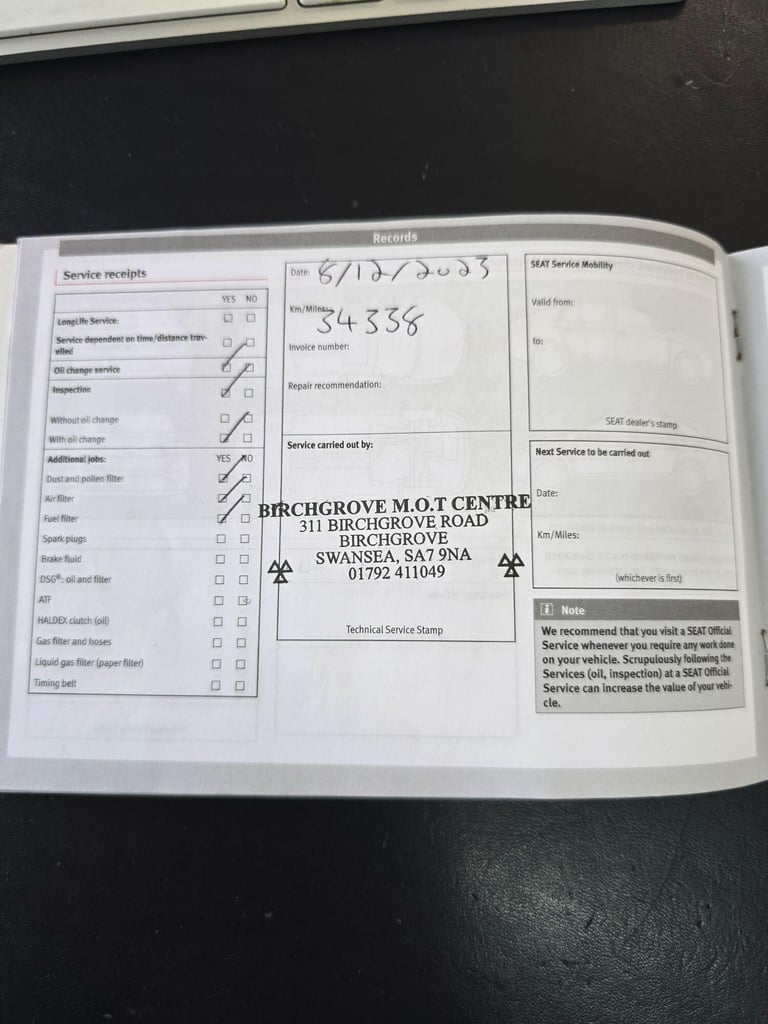 Records
Service receipts
YES NO
LongLife Service:
Service dependent on time/distance trav-
elled
Oil change service
Inspection
Without oil change
With oil change
Additional jobs: YES NO
Dust and pollen filter
Air filter
Fuel filter
Spark plugs
Brake fluid
DSG®: oil and filter
ATF
HALDEX clutch (oil)
Gas filter and hoses
Liquid gas filter (paper filter)
Timing belt
Date: 8/12/2023
Km/Miles: 34338
Invoice number:
Repair recommendation:
Service carried out by:
BIRCHGROVE M.O.T CENTRE
311 BIRCHGROVE ROAD
BIRCHGROVE
SWANSEA, SA7 9NA
01792 411049
Technical Service Stamp
SEAT Service Mobility
Valid from:
to:
SEAT dealer's stamp
Next Service to be carried out
Date:
Km/Miles:
(whichever is first)
Note
We recommend that you visit a SEAT Official
Service whenever you require any work done
on your vehicle. Scrupulously following the
Services (oil, inspection) at a SEAT Official
Service can increase the value of your vehi-
cle.